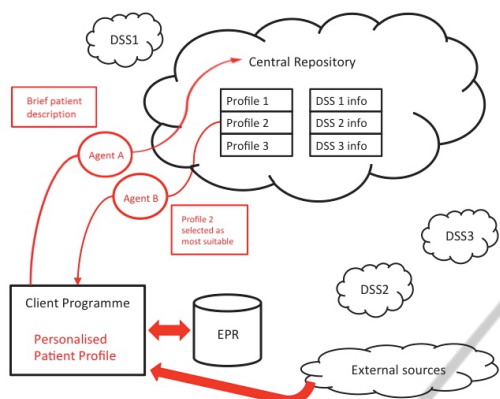 DSS1
Central Repository
Brief patient
description
Profile 1
DSS 1 info
Profile 2
DSS 2 info
Profile 3
DSS 3 info
Agent A
Agent B
Profile 2
selected as
most suitable
DSS3
DSS2
Client Programme
Personalised
Patient Profile
EPR
External sources